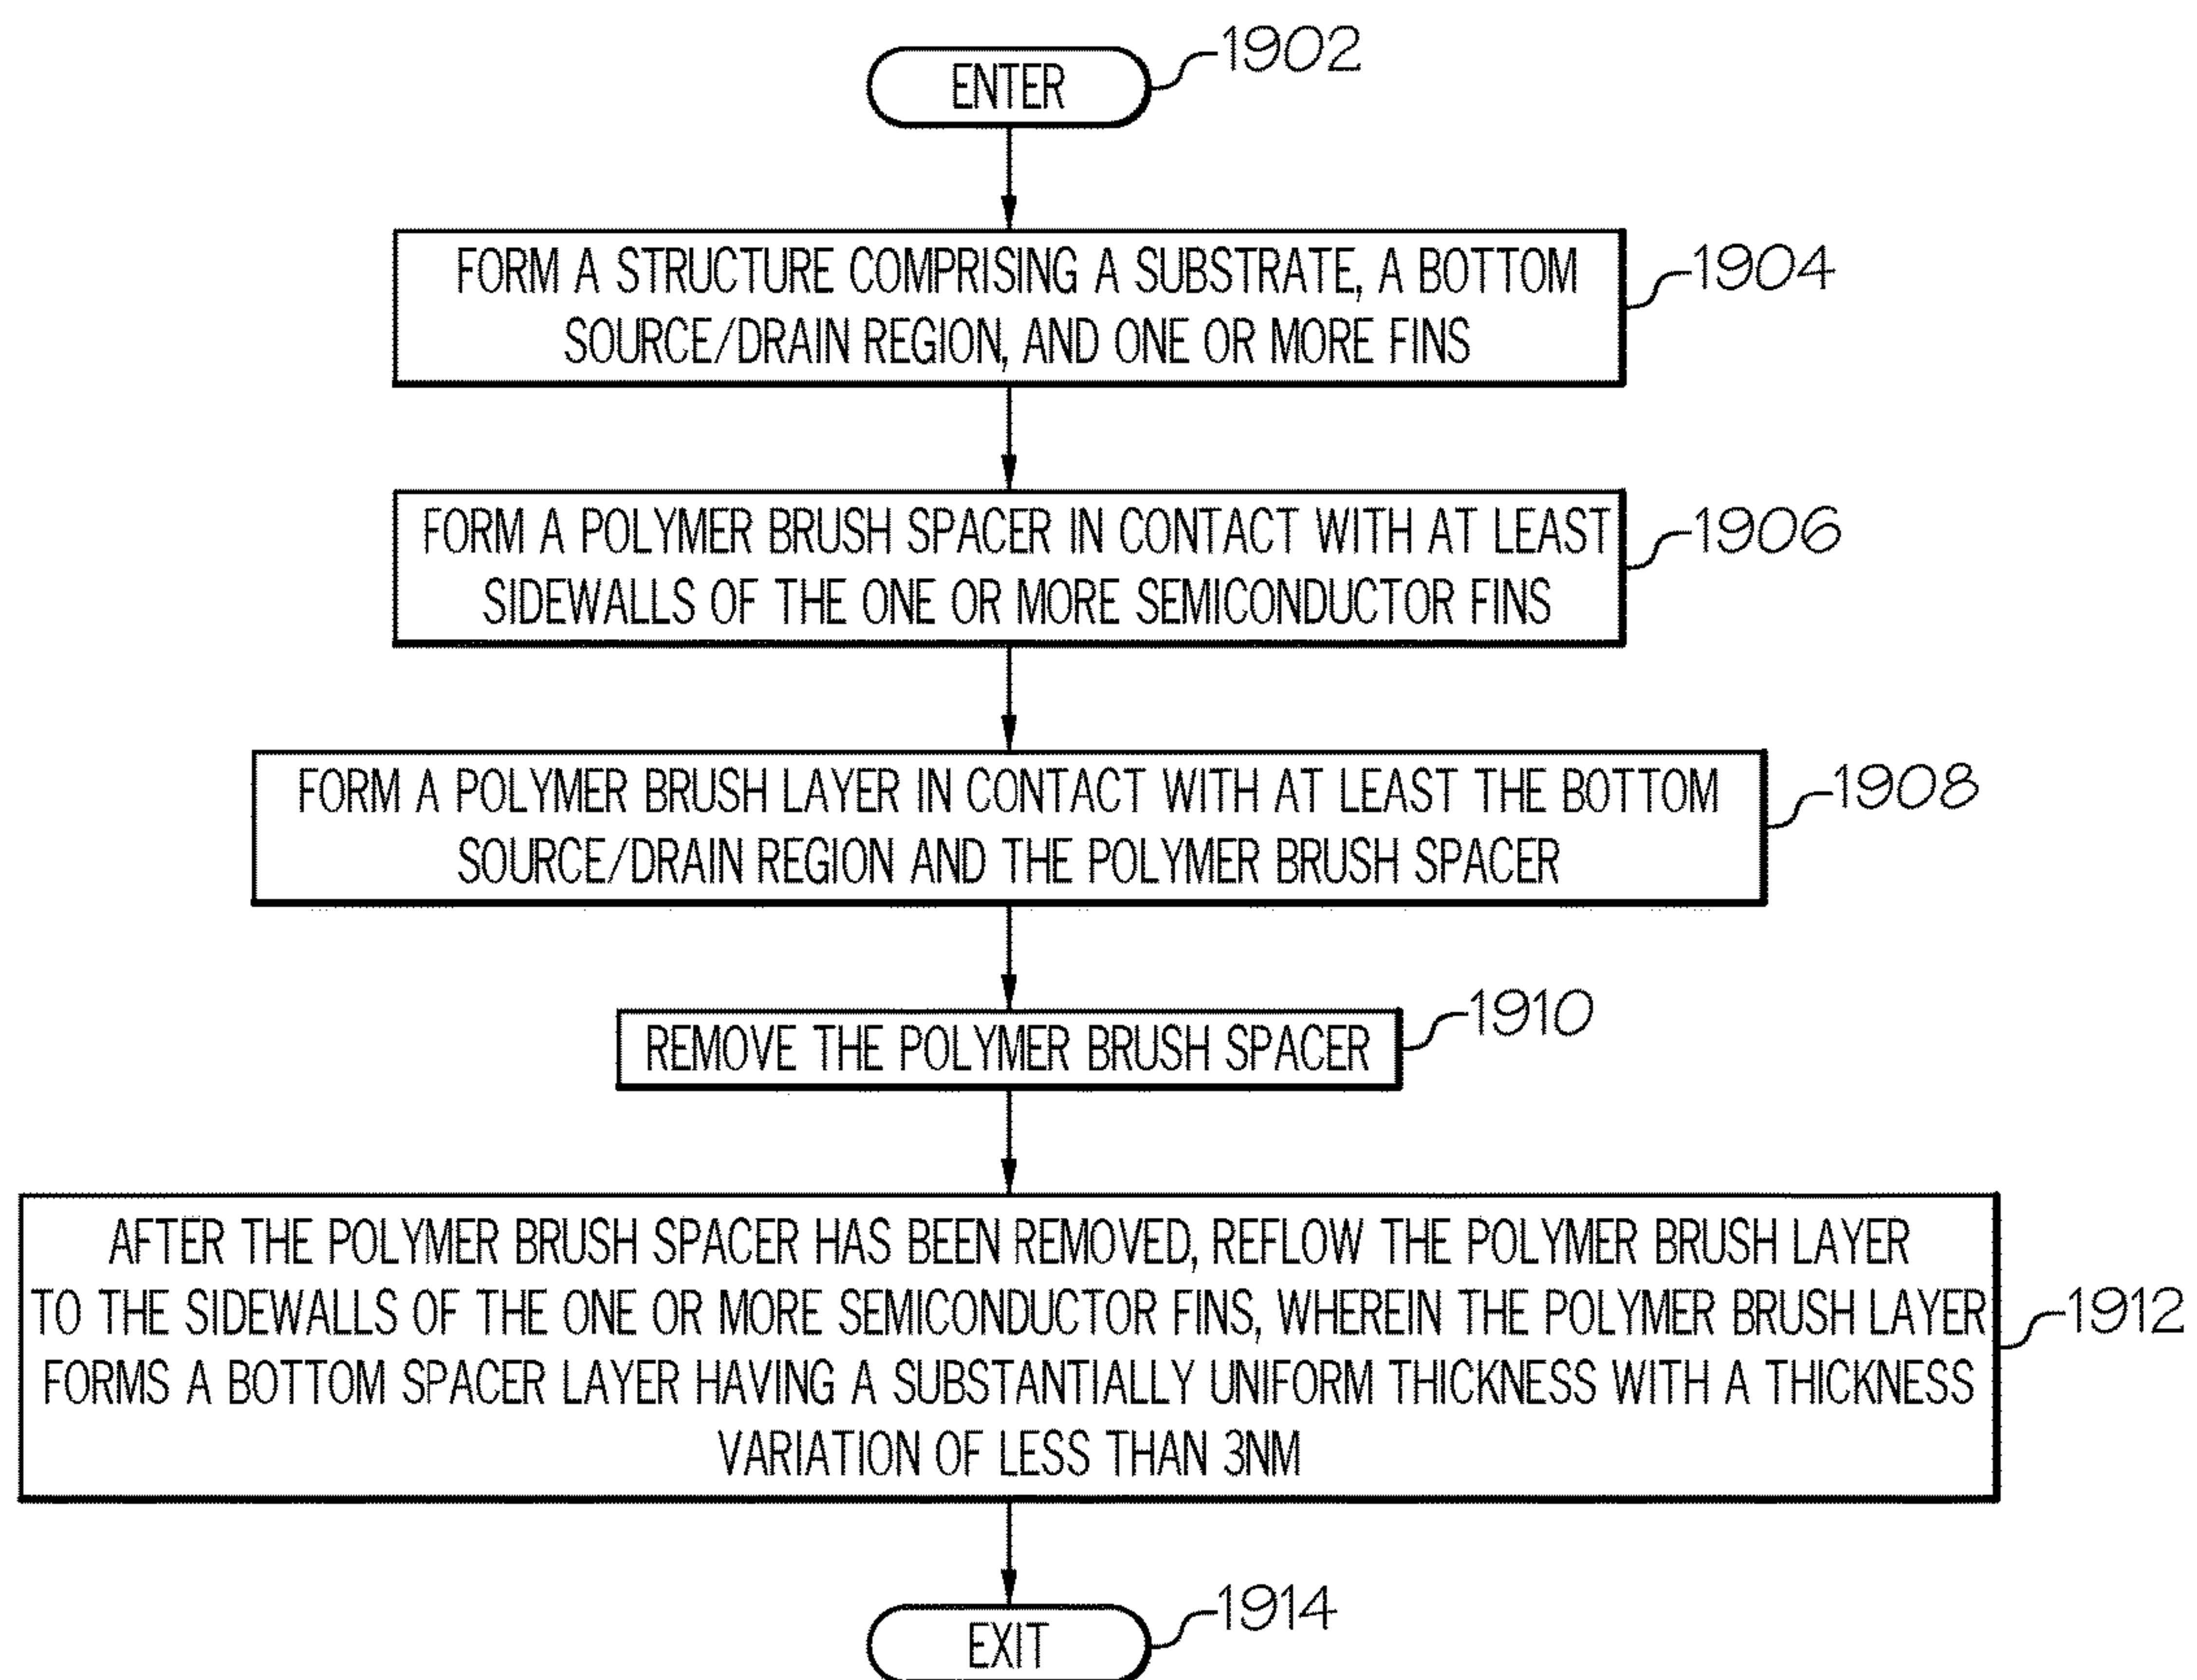 ENTER
1902
FORM A STRUCTURE COMPRISING A SUBSTRATE, A BOTTOM
SOURCE/DRAIN REGION, AND ONE OR MORE FINS
1904
FORM A POLYMER BRUSH SPACER IN CONTACT WITH AT LEAST
SIDEWALLS OF THE ONE OR MORE SEMICONDUCTOR FINS
1906
FORM A POLYMER BRUSH LAYER IN CONTACT WITH AT LEAST THE BOTTOM
SOURCE/DRAIN REGION AND THE POLYMER BRUSH SPACER
1908
REMOVE THE POLYMER BRUSH SPACER
1910
AFTER THE POLYMER BRUSH SPACER HAS BEEN REMOVED, REFLOW THE POLYMER BRUSH LAYER
TO THE SIDEWALLS OF THE ONE OR MORE SEMICONDUCTOR FINS, WHEREIN THE POLYMER BRUSH LAYER
FORMS A BOTTOM SPACER LAYER HAVING A SUBSTANTIALLY UNIFORM THICKNESS WITH A THICKNESS
VARIATION OF LESS THAN 3NM
1912
EXIT
1914